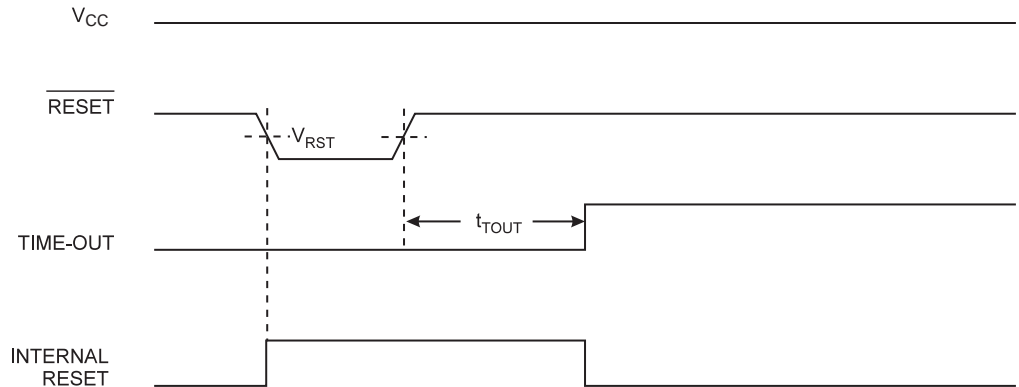 VCC
RESET
VRST
tTOUT
TIME-OUT
INTERNAL
RESET